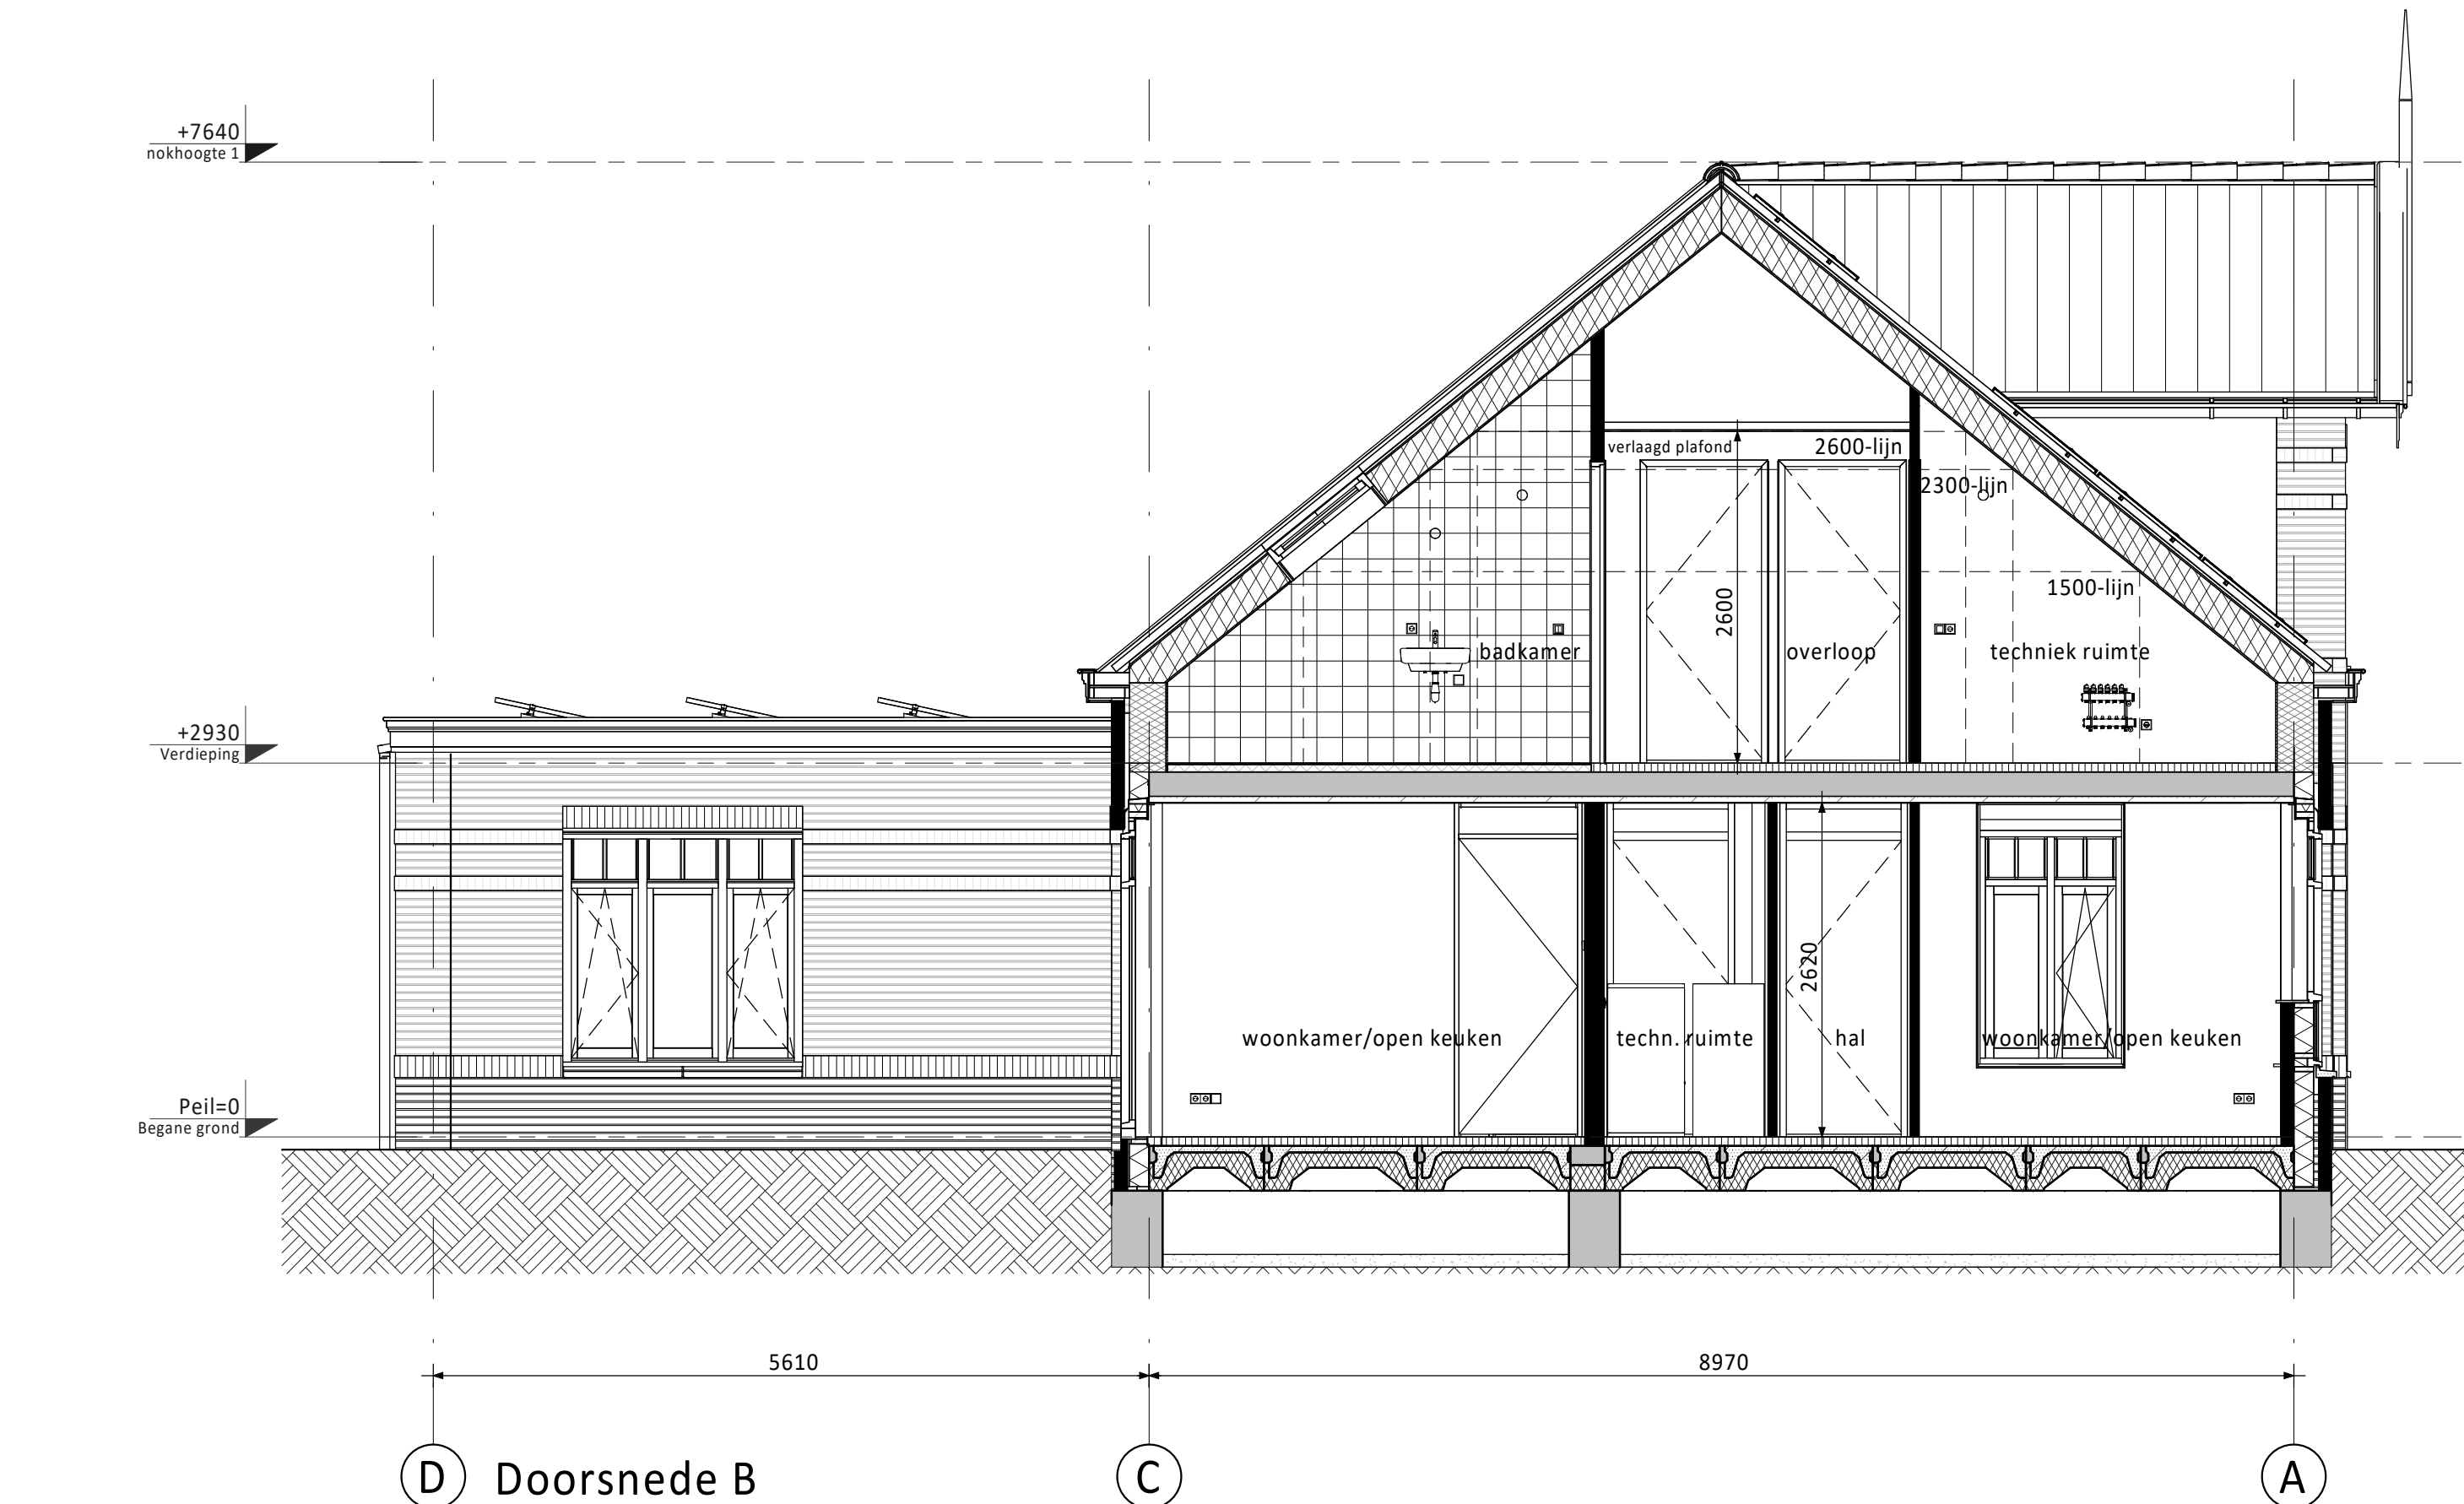 +7640
nokhoogte 1
verlaagd plafond
2600-lijn
2300-lijn
1500-lijn
2600
badkamer
overloop
techniek ruimte
+2930
Verdieping
2620
woonkamer/open keuken
techn. ruimte
hal
woonkamer/open keuken
Peil=0
Begane grond
5610
8970
D
Doorsnede B
C
A